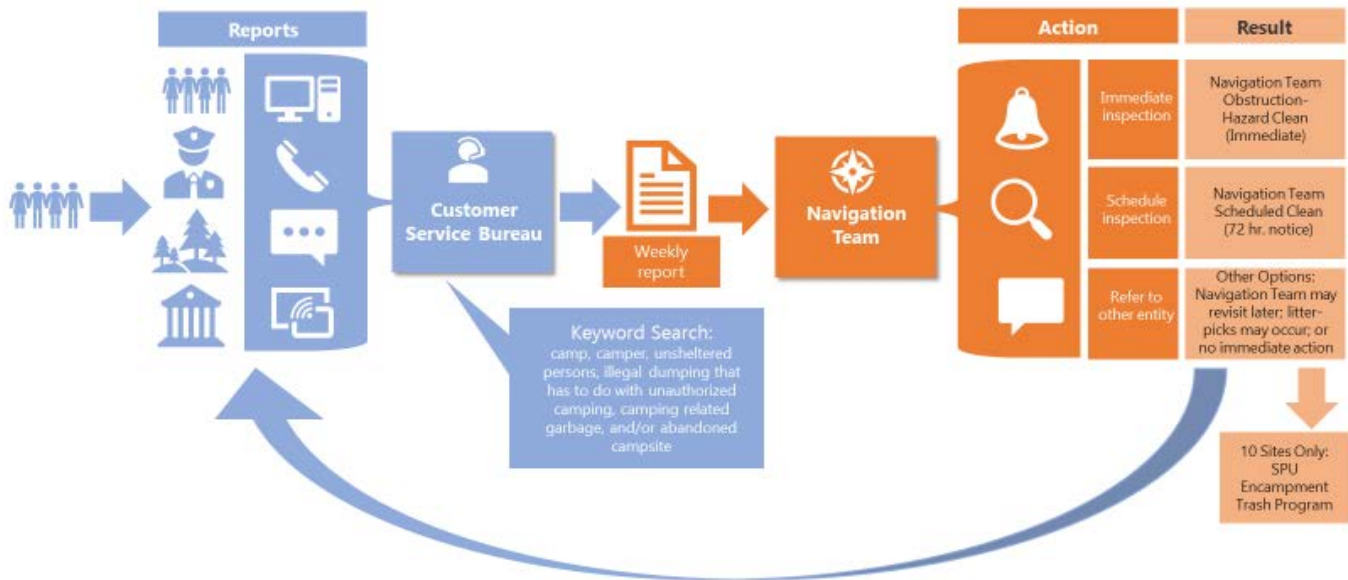 Reports
Customer
Service Bureau
Keyword Search:
camp, camper, unsheltered
persons, illegal dumping that
has to do with unauthorized
camping, camping related
garbage, and/or abandoned
campsite
Weekly
report
Navigation
Team
Action
Result
Immediate
inspection
Navigation Team
Obstruction-
Hazard Clean
(Immediate)
Schedule
inspection
Navigation Team
Scheduled Clean
(72 hr. notice)
Refer to
other entity
Other Options:
Navigation Team may
revisit later; litter-
picks may occur; or
no immediate action
10 Sites Only:
SPU
Encampment
Trash Program